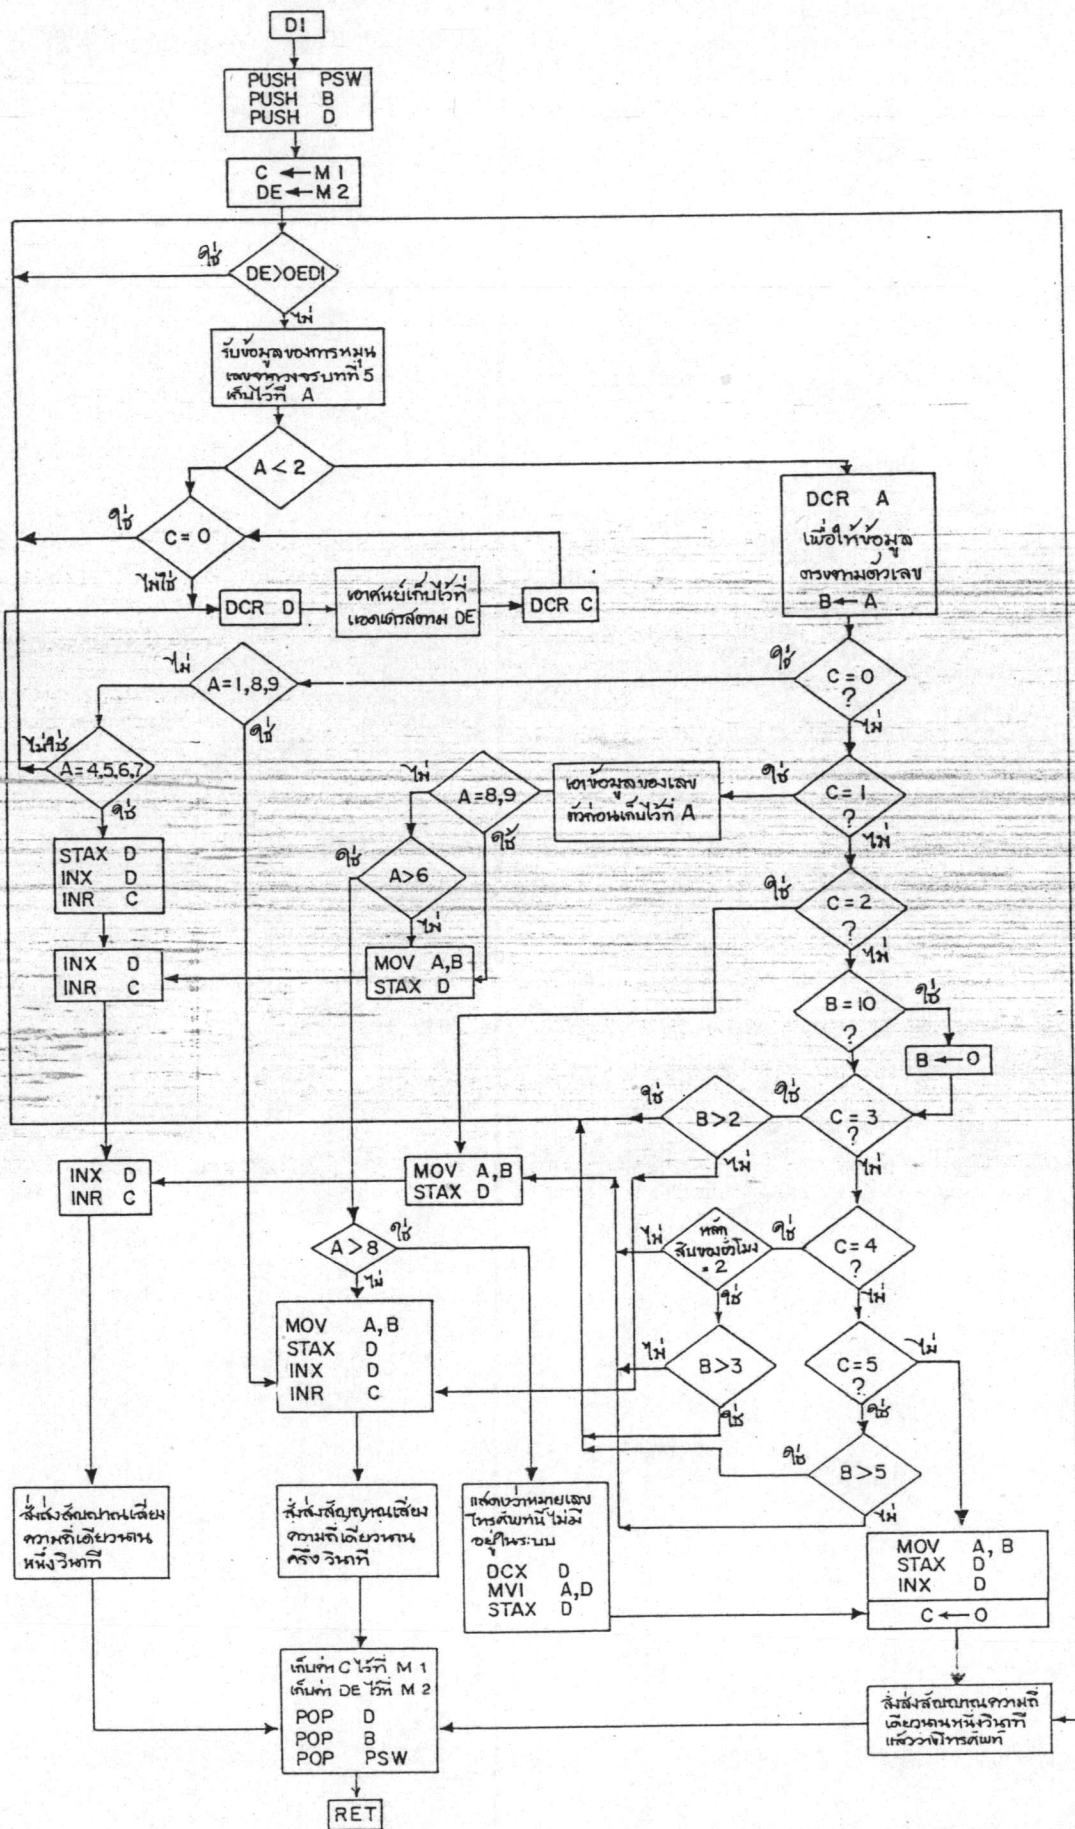 DI
PUSH PSW
PUSH B
PUSH D
C ← M 1
DE ← M 2
ใช่
DE>OEDI
ไม่
รับข้อมูลของการหมุน
เลขจากวงจรบทที่ 5
เก็บไว้ที่ A
A < 2
DCR A
เพื่อให้ข้อมูล
ตรงตามตัวเลข
B ← A
ใช่
C = 0
ไม่ใช่
DCR D
เอาศูนย์เก็บไว้ที่
แอดเดรสตาม DE
DCR C
ไม่
A = 1,8,9
ใช่
ใช่
C = 0
?
ไม่
ไม่ใช่
A = 4,5,6,7
ใช่
ไม่
A = 8,9
ใช้
เอาข้อมูลของเลข
ตัวก่อนเก็บไว้ที่ A
ใช่
C = 1
?
ไม่
STAX D
INX D
INR C
ใช่
A > 6
ไม่
ใช่
C = 2
?
ไม่
INX D
INR C
MOV A,B
STAX D
B = 10
?
ใช่
B ← O
ใช่
B > 2
ไม่
ใช่
C = 3
?
ไม่
INX D
INR C
MOV A,B
STAX D
A > 8
ใช่
ไม่
ไม่
หลัก
สิบของชั่วโมง
= 2
ใช่
ใช่
C = 4
?
ไม่
MOV A,B
STAX D
INX D
INR C
ไม่
B > 3
ใช่
C = 5
?
ไม่
ใช่
ใช่
B > 5
ไม่
สั่งส่งสัญญาณเสียง
ความถี่เดียวนาน
หนึ่งวินาที
สั่งส่งสัญญาณเสียง
ความถี่เดียวนาน
ครึ่งวินาที
แสดงว่าหมายเลข
โทรศัพท์นี้ไม่มี
อยู่ในระบบ
DCX D
MVI A,D
STAX D
MOV A, B
STAX D
INX D
C ← O
เก็บค่า C ไว้ที่ M 1
เก็บค่า DE ไว้ที่ M 2
POP D
POP B
POP PSW
สั่งส่งสัญญาณความถี่
เดียวนานหนึ่งวินาที
แล้ววางโทรศัพท์
RET